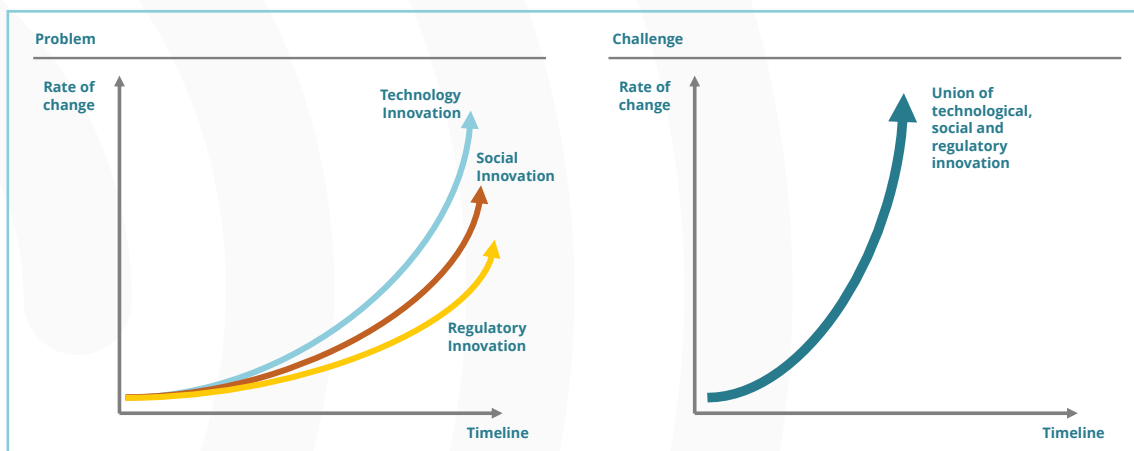 Problem
Rate of
change
Technology
Innovation
Social
Innovation
Regulatory
Innovation
Timeline
Challenge
Rate of
change
Union of
technological,
social and
regulatory
innovation
Timeline